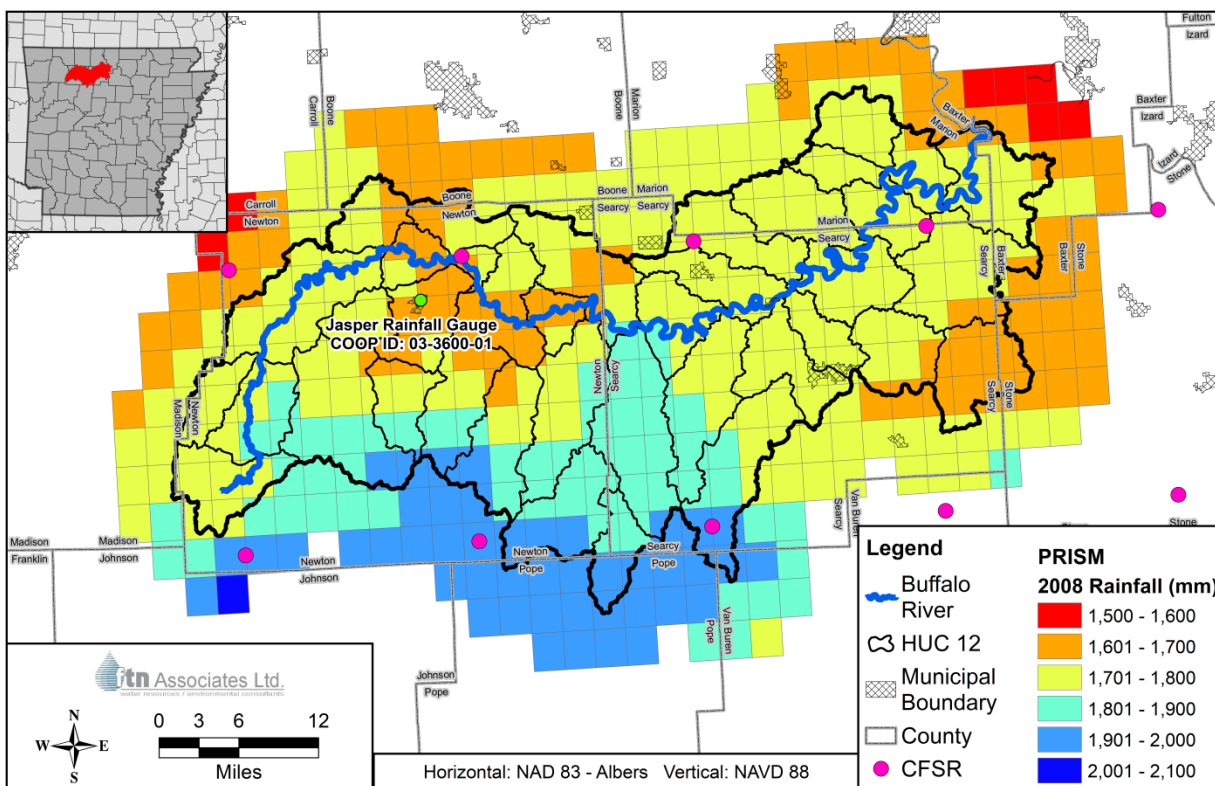 Fulton
Izard
Boone
Carroll
Marion
Boone
Baxter
Marion
Baxter
Izard
Izard
Stone
Carroll
Newton
Boone
Newton
Boone
Searcy
Marion
Searcy
Marion
Searcy
Baxter
Searcy
Stone
Baxter
Jasper Rainfall Gauge
COOP ID: 03-3600-01
Newton
Searcy
Madison
Newton
Stone
Searcy
Van Buren
Searcy
Stone
Madison
Franklin
Madison
Johnson
Newton
Johnson
Newton
Pope
Searcy
Pope
Van Buren
Pope
Johnson
Pope
ftn Associates Ltd.
water resources / environmental consultants
N
W
E
S
0 3 6 12
Miles
Horizontal: NAD 83 - Albers Vertical: NAVD 88
Legend
Buffalo
River
HUC 12
Municipal
Boundary
County
CFSR
PRISM
2008 Rainfall (mm)
1,500 - 1,600
1,601 - 1,700
1,701 - 1,800
1,801 - 1,900
1,901 - 2,000
2,001 - 2,100